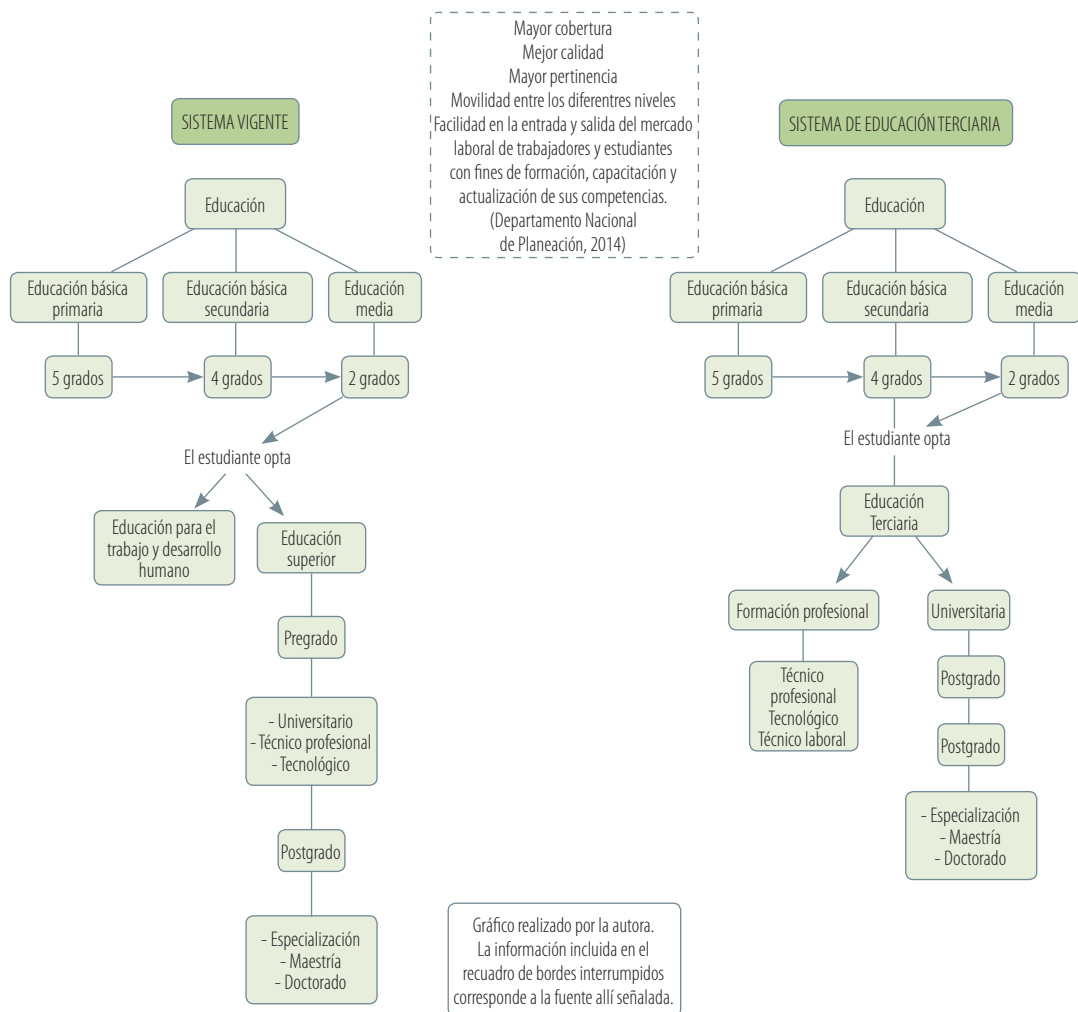 SISTEMA VIGENTE
Educación
Educación básica
primaria
Educación básica
secundaria
Educación
media
5 grados
4 grados
2 grados
El estudiante opta
Educación para el
trabajo y desarrollo
humano
Educación
superior
Pregrado
- Universitario
- Técnico profesional
- Tecnológico
Postgrado
- Especialización
- Maestría
- Doctorado
Mayor cobertura
Mejor calidad
Mayor pertinencia
Movilidad entre los diferentres niveles
Facilidad en la entrada y salida del mercado
laboral de trabajadores y estudiantes
con fines de formación, capacitación y
actualización de sus competencias.
(Departamento Nacional
de Planeación, 2014)
SISTEMA DE EDUCACIÓN TERCIARIA
Educación
Educación básica
primaria
Educación básica
secundaria
Educación
media
5 grados
4 grados
2 grados
El estudiante opta
Educación
Terciaria
Formación profesional
Universitaria
Técnico
profesional
Tecnológico
Técnico laboral
Postgrado
Postgrado
- Especialización
- Maestría
- Doctorado
Gráfico realizado por la autora.
La información incluida en el
recuadro de bordes interrumpidos
corresponde a la fuente allí señalada.